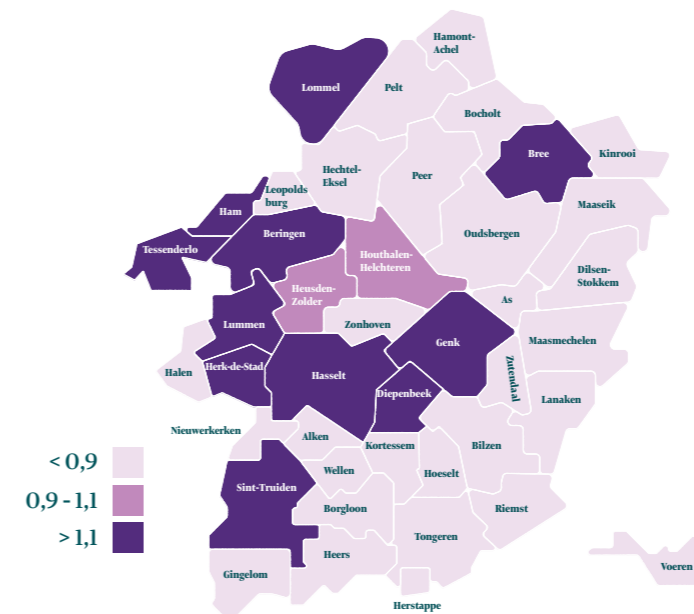 Hamont-
Achel
Lommel
Pelt
Bocholt
Bree
Kinrooi
Hechtel-
Eksel
Peer
Leopolds
burg
Maaseik
Ham
Beringen
Oudsbergen
Tessenderlo
Houthalen-
Helchteren
Dilsen-
Stokkem
Heusden-
Zolder
As
Lummen
Zonhoven
Genk
Maasmechelen
Halen
Herk-de-Stad
Hasselt
Zutendaal
Diepenbeek
Lanaken
Nieuwerkerken
Alken
Kortessem
Bilzen
< 0,9
Wellen
Hoeselt
Sint-Truiden
0,9 - 1,1
Borgloon
Riemst
> 1,1
Tongeren
Heers
Gingelom
Voeren
Herstappe